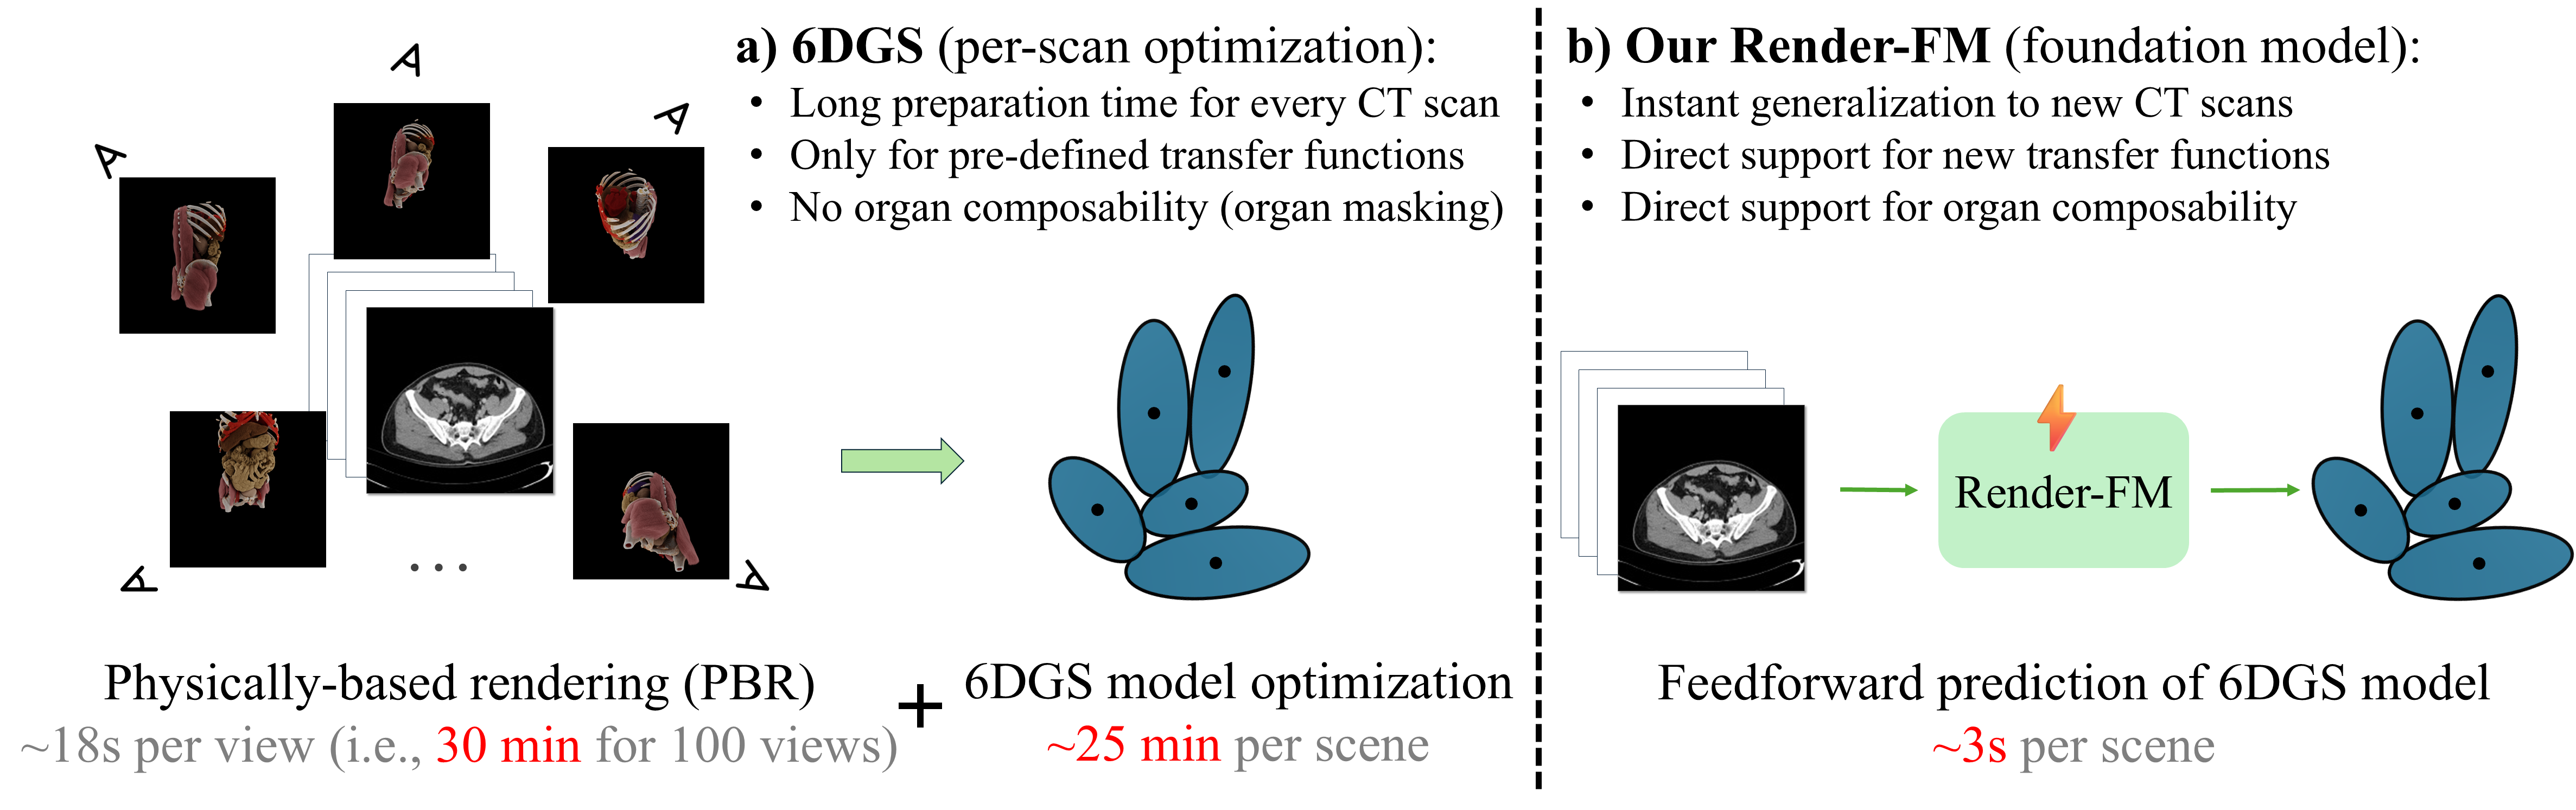 a) 6DGS (per-scan optimization):
• Long preparation time for every CT scan
• Only for pre-defined transfer functions
• No organ composability (organ masking)
...
Physically-based rendering (PBR)
~18s per view (i.e., 30 min for 100 views)
+
6DGS model optimization
~25 min per scene
b) Our Render-FM (foundation model):
• Instant generalization to new CT scans
• Direct support for new transfer functions
• Direct support for organ composability
Render-FM
Feedforward prediction of 6DGS model
~3s per scene